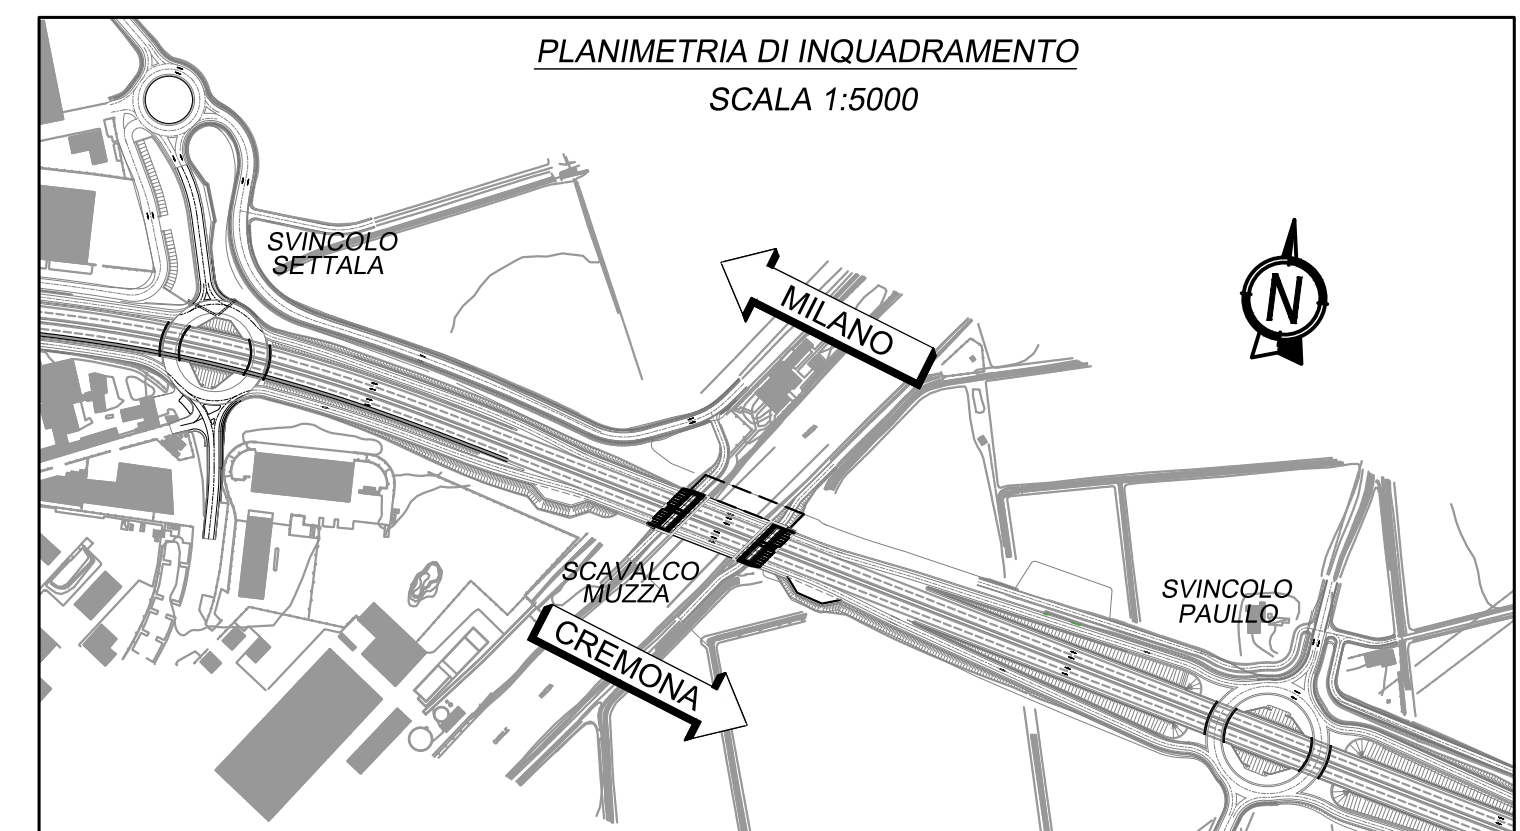 PLANIMETRIA DI INQUADRAMENTO
SCALA 1:5000
SVINCOLO
SETTALA
MILANO
N
SCAVALCO
MUZZA
CREMONA
SVINCOLO
PAULLO